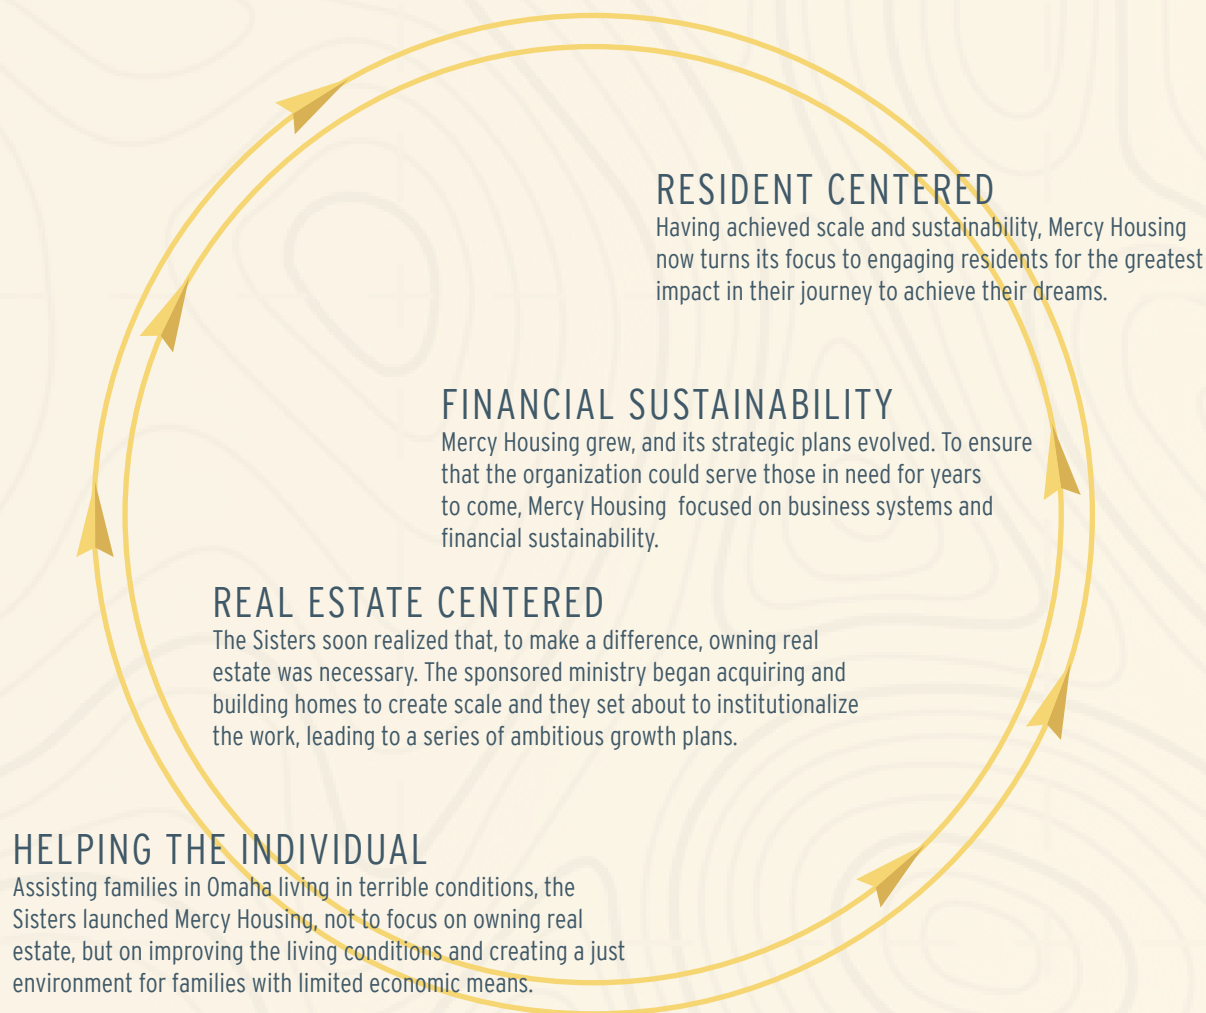 RESIDENT CENTERED
Having achieved scale and sustainability, Mercy Housing
now turns its focus to engaging residents for the greatest
impact in their journey to achieve their dreams.
FINANCIAL SUSTAINABILITY
Mercy Housing grew, and its strategic plans evolved. To ensure
that the organization could serve those in need for years
to come, Mercy Housing  focused on business systems and
financial sustainability.
REAL ESTATE CENTERED
The Sisters soon realized that, to make a difference, owning real
estate was necessary. The sponsored ministry began acquiring and
building homes to create scale and they set about to institutionalize
the work, leading to a series of ambitious growth plans.
HELPING THE INDIVIDUAL
Assisting families in Omaha living in terrible conditions, the
Sisters launched Mercy Housing, not to focus on owning real
estate, but on improving the living conditions and creating a just
environment for families with limited economic means.